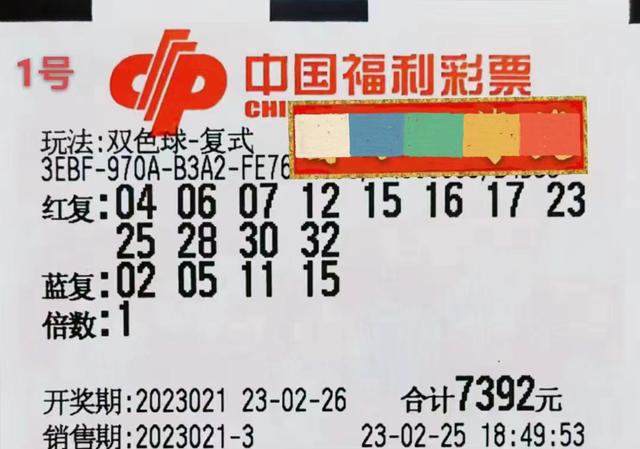 1号
中国福利彩票
CHI
玩法:双色球-复式
3EBF-970A-B3A2-FE76
红复:04 06 07 12 15 16 17 23
25 28 30 32
蓝复:02 05 11 15
倍数:1
开奖期:2023021 23-02-26 合计7392元
销售期:2023021-3 23-02-25 18:49:53